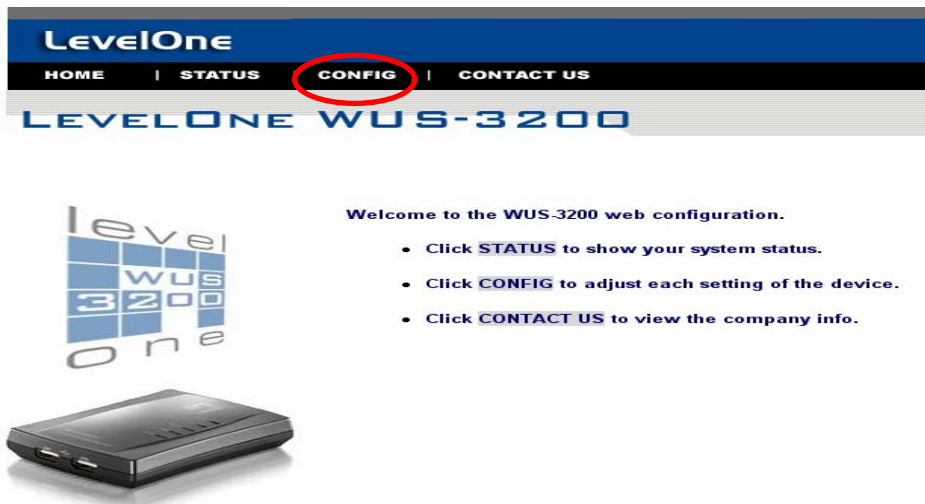 LevelOne
HOME | STATUS | CONFIG | CONTACT US
LEVELONE WUS-3200
level
WUS
3200
one
Welcome to the WUS-3200 web configuration.
• Click STATUS to show your system status.
• Click CONFIG to adjust each setting of the device.
• Click CONTACT US to view the company info.